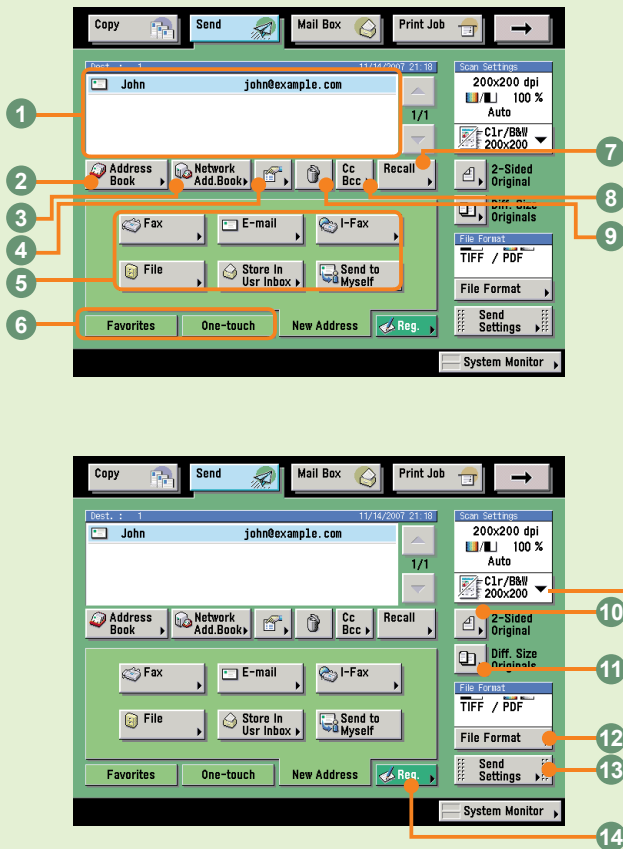 Copy
Send
Mail Box
Print Job
Dest. : 1
11/14/2007 21:18
John john@example.com
1/1
Scan Settings
200x200 dpi
100 %
Auto
Clr/B&W
200x200
1
2
3
4
5
6
7
8
9
Address
Book
Network
Add.Book
Cc
Bcc
Recall
2-Sided
Original
Diff. Size
Originals
Fax
E-mail
I-Fax
File
Store In
Usr Inbox
Send to
Myself
File Format
TIFF / PDF
File Format
Send
Settings
Favorites
One-touch
New Address
Reg.
System Monitor
Copy
Send
Mail Box
Print Job
Dest. : 1
11/14/2007 21:18
John john@example.com
1/1
Scan Settings
200x200 dpi
100 %
Auto
Clr/B&W
200x200
Address
Book
Network
Add.Book
Cc
Bcc
Recall
2-Sided
Original
10
Diff. Size
Originals
11
Fax
E-mail
I-Fax
File
Store In
Usr Inbox
Send to
Myself
File Format
TIFF / PDF
File Format
12
Send
Settings
13
Favorites
One-touch
New Address
Reg.
System Monitor
14